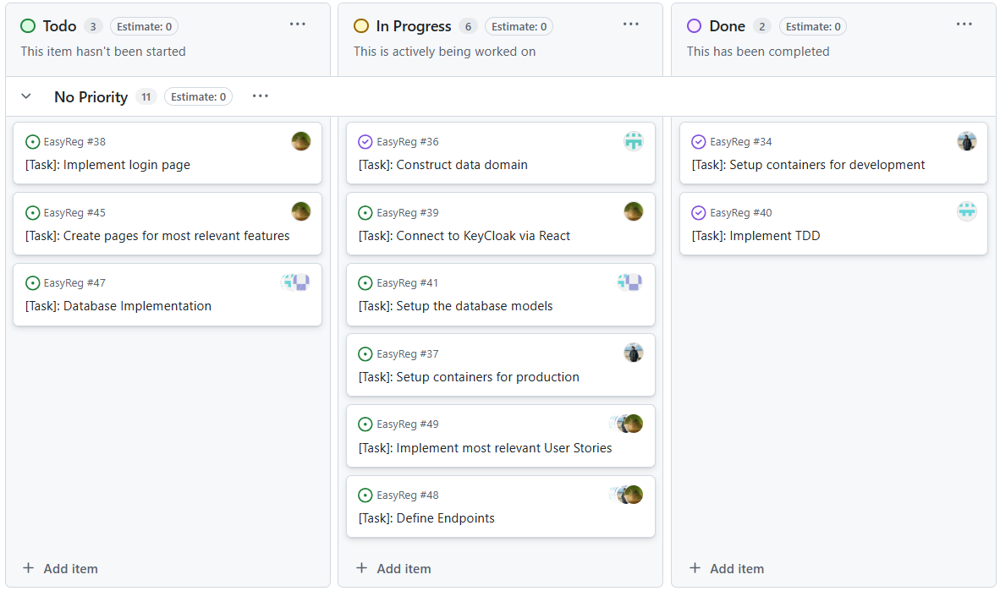 Todo 3 Estimate: 0
This item hasn't been started
In Progress 6 Estimate: 0
This is actively being worked on
Done 2 Estimate: 0
This has been completed
No Priority 11 Estimate: 0
EasyReg #38
[Task]: Implement login page
EasyReg #45
[Task]: Create pages for most relevant features
EasyReg #47
[Task]: Database Implementation
Add item
EasyReg #36
[Task]: Construct data domain
EasyReg #39
[Task]: Connect to KeyCloak via React
EasyReg #41
[Task]: Setup the database models
EasyReg #37
[Task]: Setup containers for production
EasyReg #49
[Task]: Implement most relevant User Stories
EasyReg #48
[Task]: Define Endpoints
Add item
EasyReg #34
[Task]: Setup containers for development
EasyReg #40
[Task]: Implement TDD
Add item